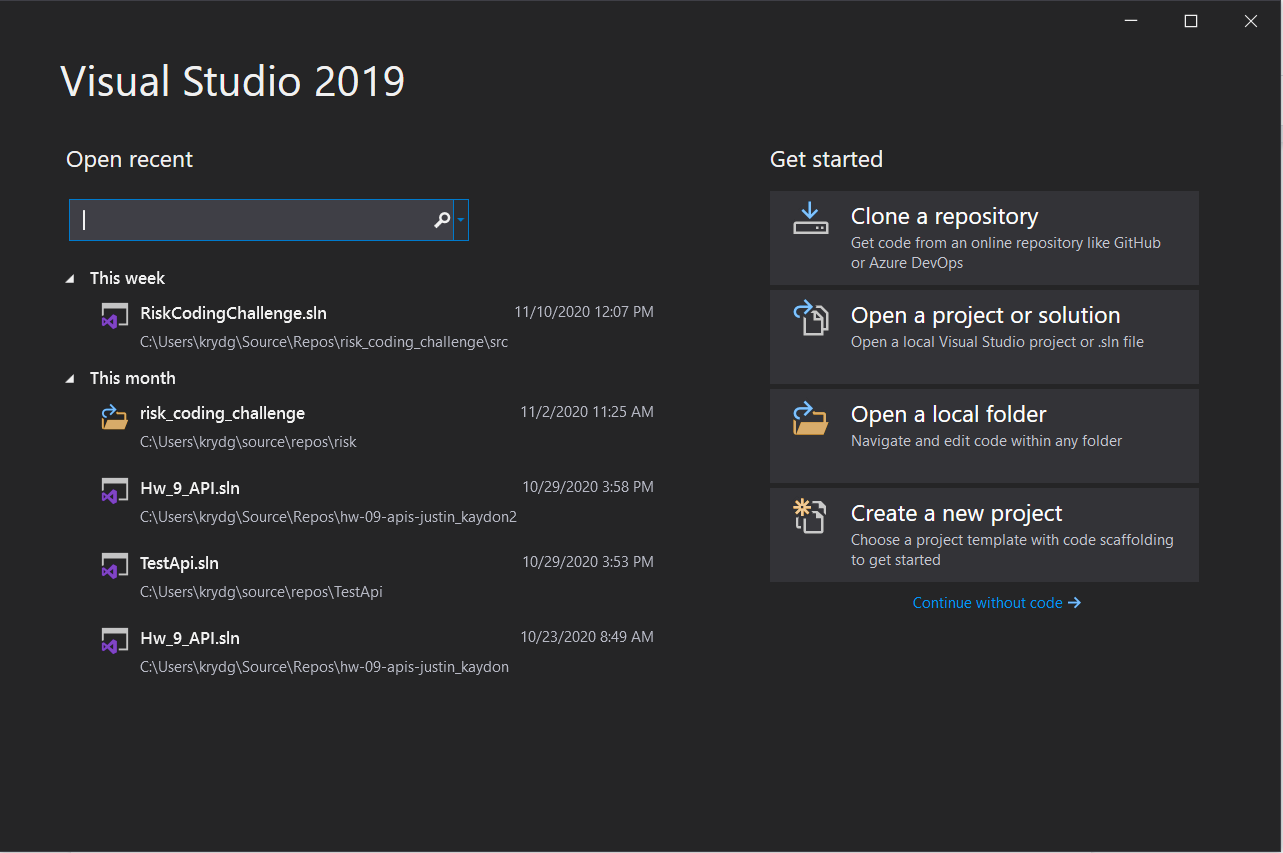 Visual Studio 2019
Open recent
This week
RiskCodingChallenge.sln 11/10/2020 12:07 PM
C:\Users\krydg\Source\Repos\risk_coding_challenge\src
This month
risk_coding_challenge 11/2/2020 11:25 AM
C:\Users\krydg\source\repos\risk
Hw_9_API.sln 10/29/2020 3:58 PM
C:\Users\krydg\Source\Repos\hw-09-apis-justin_kaydon2
TestApi.sln 10/29/2020 3:53 PM
C:\Users\krydg\source\repos\TestApi
Hw_9_API.sln 10/23/2020 8:49 AM
C:\Users\krydg\Source\Repos\hw-09-apis-justin_kaydon
Get started
Clone a repository
Get code from an online repository like GitHub
or Azure DevOps
Open a project or solution
Open a local Visual Studio project or .sln file
Open a local folder
Navigate and edit code within any folder
Create a new project
Choose a project template with code scaffolding
to get started
Continue without code